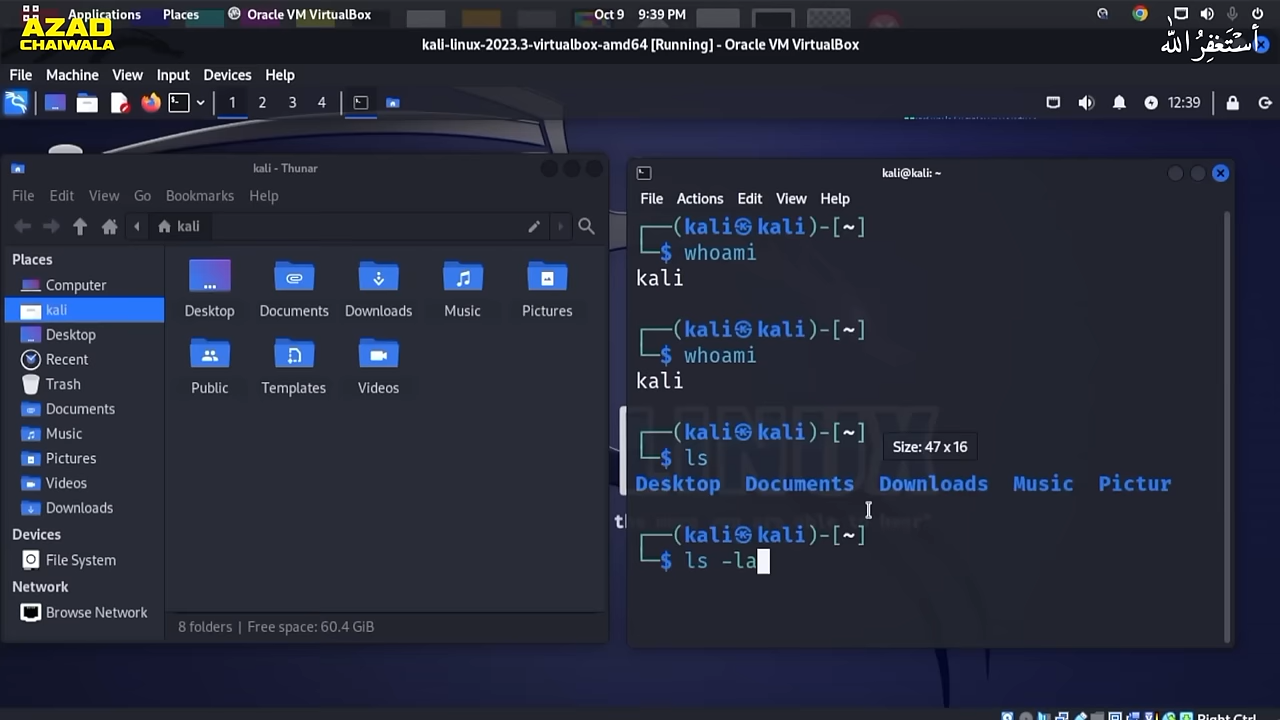 Applications Places Oracle VM VirtualBox Oct 9 9:39 PM
AZAD
CHAIWALA
أستغفر الله
kali-linux-2023.3-virtualbox-amd64 [Running] - Oracle VM VirtualBox
File Machine View Input Devices Help
1 2 3 4 12:39
kali - Thunar
File Edit View Go Bookmarks Help
kali
Places
Computer
kali
Desktop
Recent
Trash
Documents
Music
Pictures
Videos
Downloads
Devices
File System
Network
Browse Network
Desktop Documents Downloads Music Pictures
Public Templates Videos
8 folders | Free space: 60.4 GiB
kali@kali: ~
File Actions Edit View Help
┌──(kali㉿kali)-[~]
└─$ whoami
kali
┌──(kali㉿kali)-[~]
└─$ whoami
kali
┌──(kali㉿kali)-[~]
└─$ ls
Size: 47 x 16
Desktop Documents Downloads Music Pictur
┌──(kali㉿kali)-[~]
└─$ ls -la
Right Ctrl